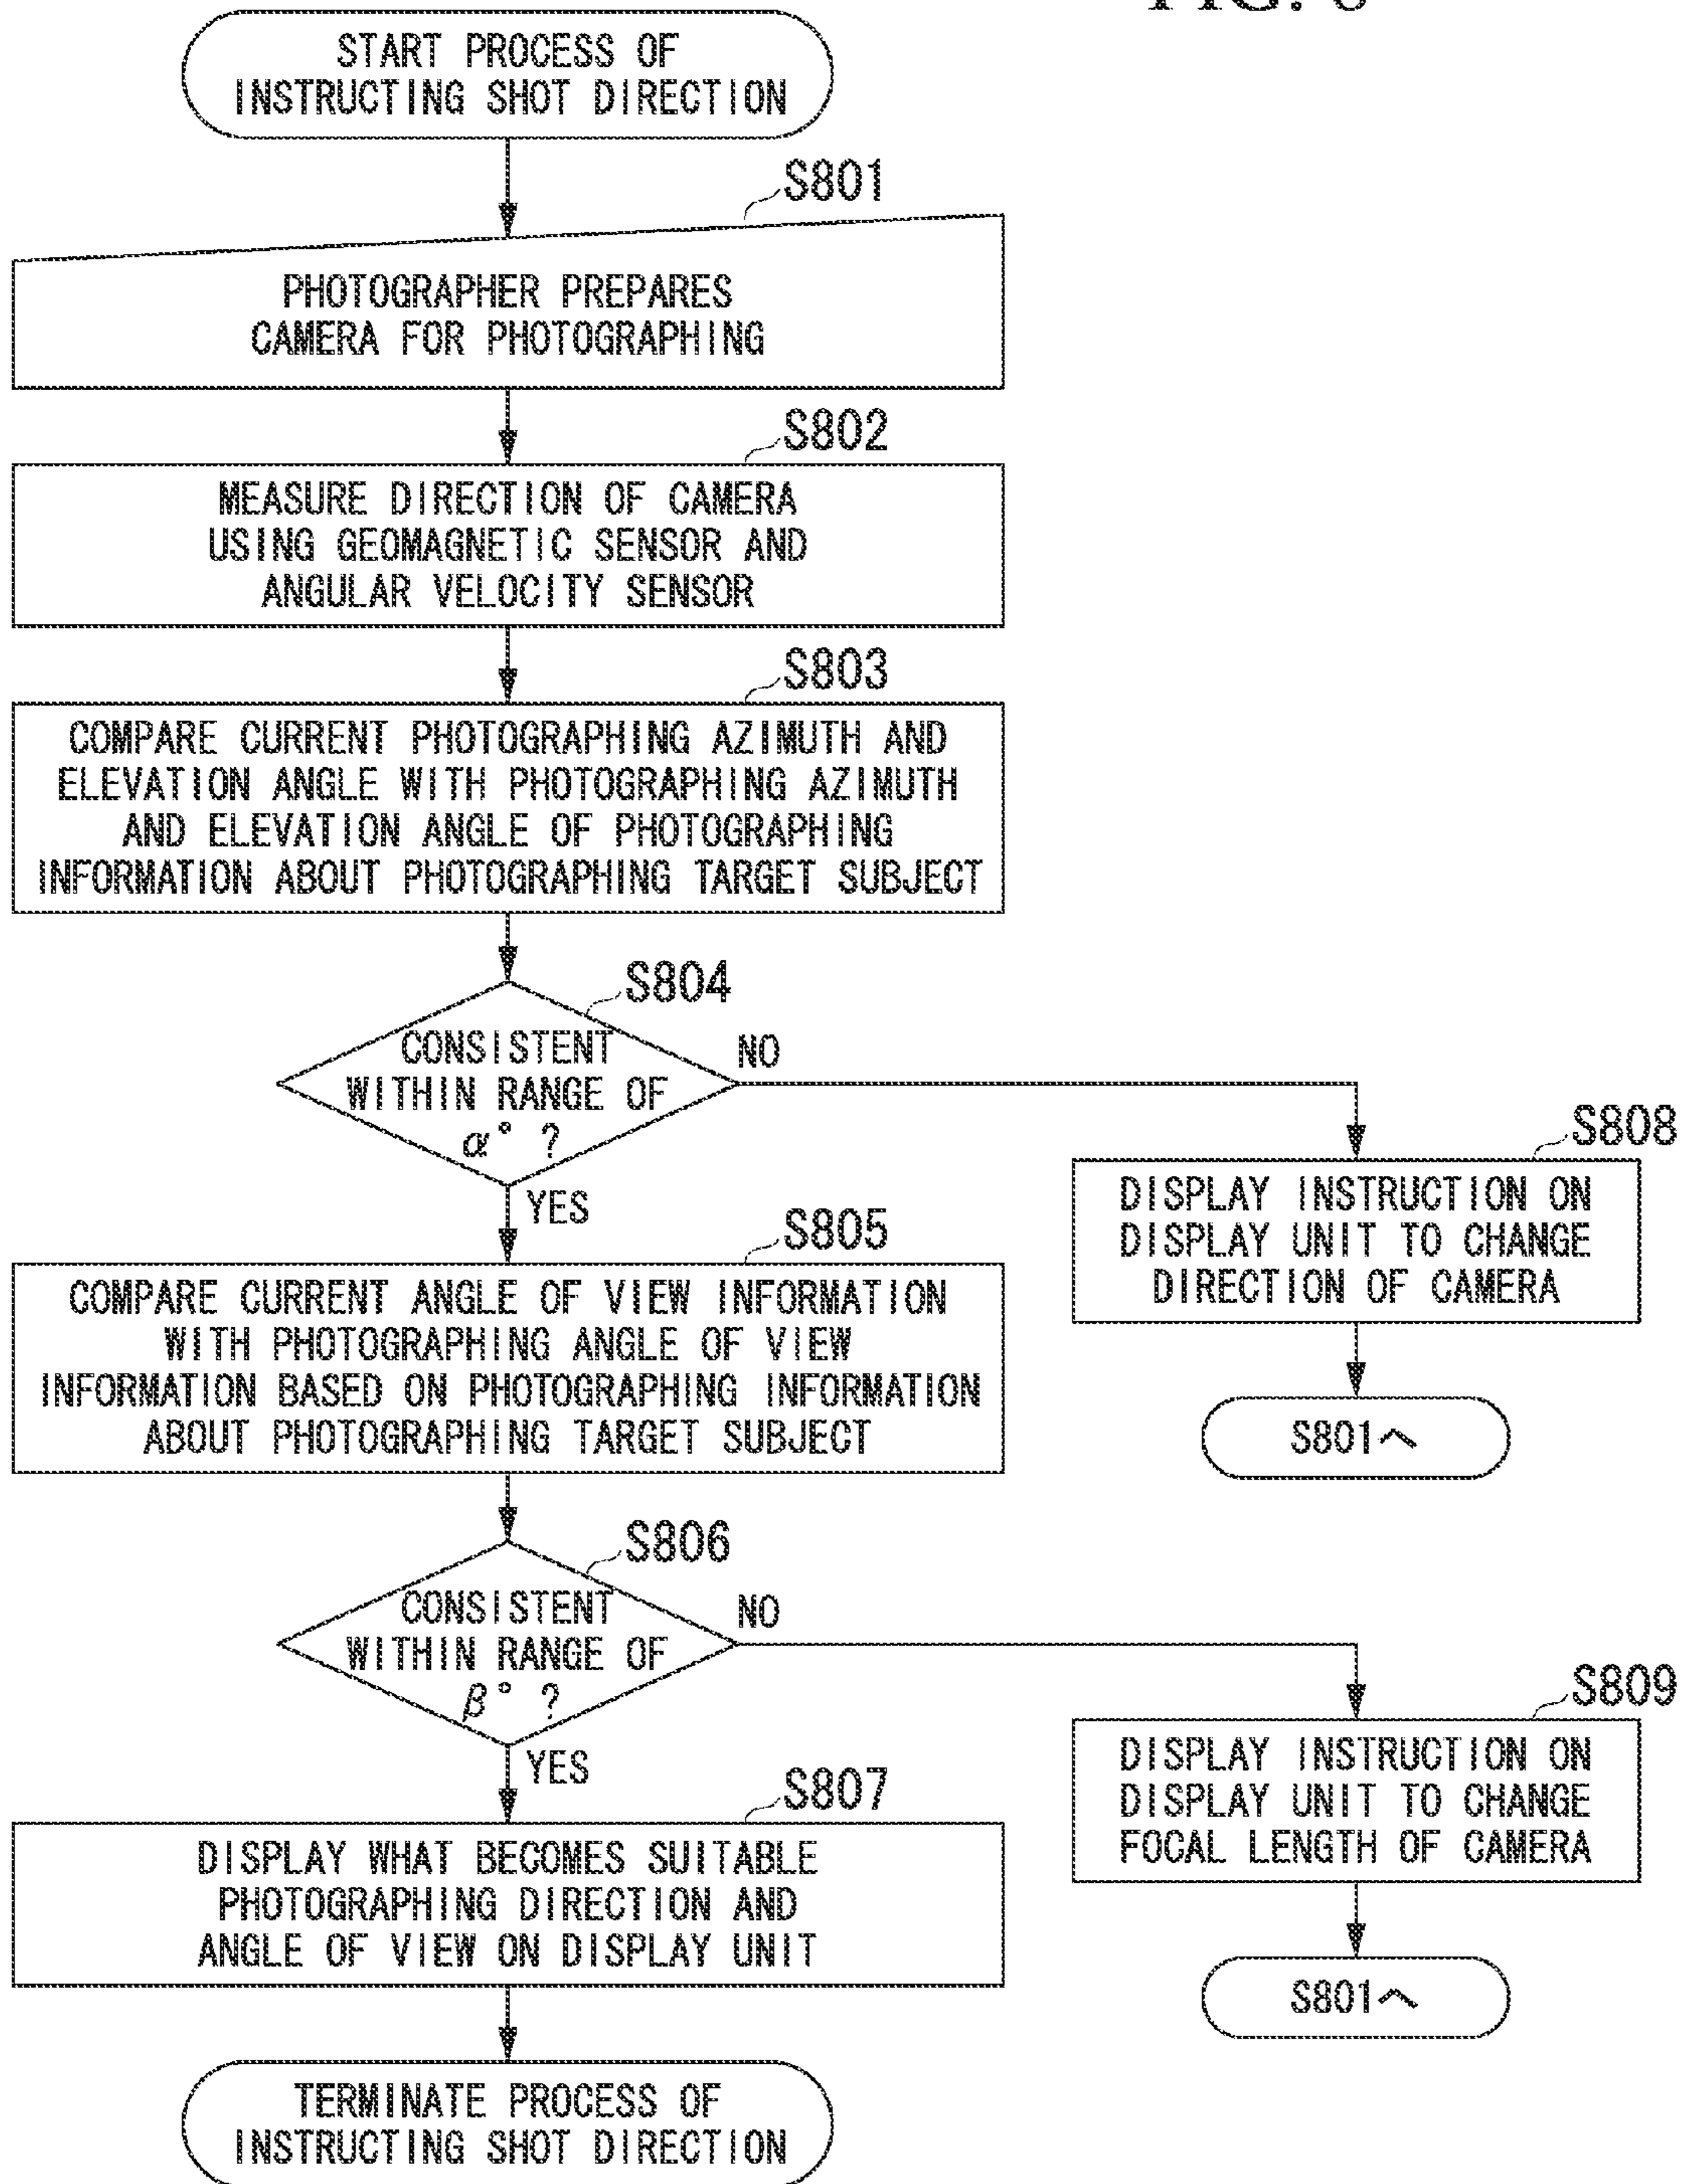 START PROCESS OF
INSTRUCTING SHOT DIRECTION
S801
PHOTOGRAPHER PREPARES
CAMERA FOR PHOTOGRAPHING
S802
MEASURE DIRECTION OF CAMERA
USING GEOMAGNETIC SENSOR AND
ANGULAR VELOCITY SENSOR
S803
COMPARE CURRENT PHOTOGRAPHING AZIMUTH AND
ELEVATION ANGLE WITH PHOTOGRAPHING AZIMUTH
AND ELEVATION ANGLE OF PHOTOGRAPHING
INFORMATION ABOUT PHOTOGRAPHING TARGET SUBJECT
S804
CONSISTENT
WITHIN RANGE OF
α° ?
NO
YES
S808
DISPLAY INSTRUCTION ON
DISPLAY UNIT TO CHANGE
DIRECTION OF CAMERA
S801へ
S805
COMPARE CURRENT ANGLE OF VIEW INFORMATION
WITH PHOTOGRAPHING ANGLE OF VIEW
INFORMATION BASED ON PHOTOGRAPHING INFORMATION
ABOUT PHOTOGRAPHING TARGET SUBJECT
S806
CONSISTENT
WITHIN RANGE OF
β° ?
NO
YES
S809
DISPLAY INSTRUCTION ON
DISPLAY UNIT TO CHANGE
FOCAL LENGTH OF CAMERA
S801へ
S807
DISPLAY WHAT BECOMES SUITABLE
PHOTOGRAPHING DIRECTION AND
ANGLE OF VIEW ON DISPLAY UNIT
TERMINATE PROCESS OF
INSTRUCTING SHOT DIRECTION